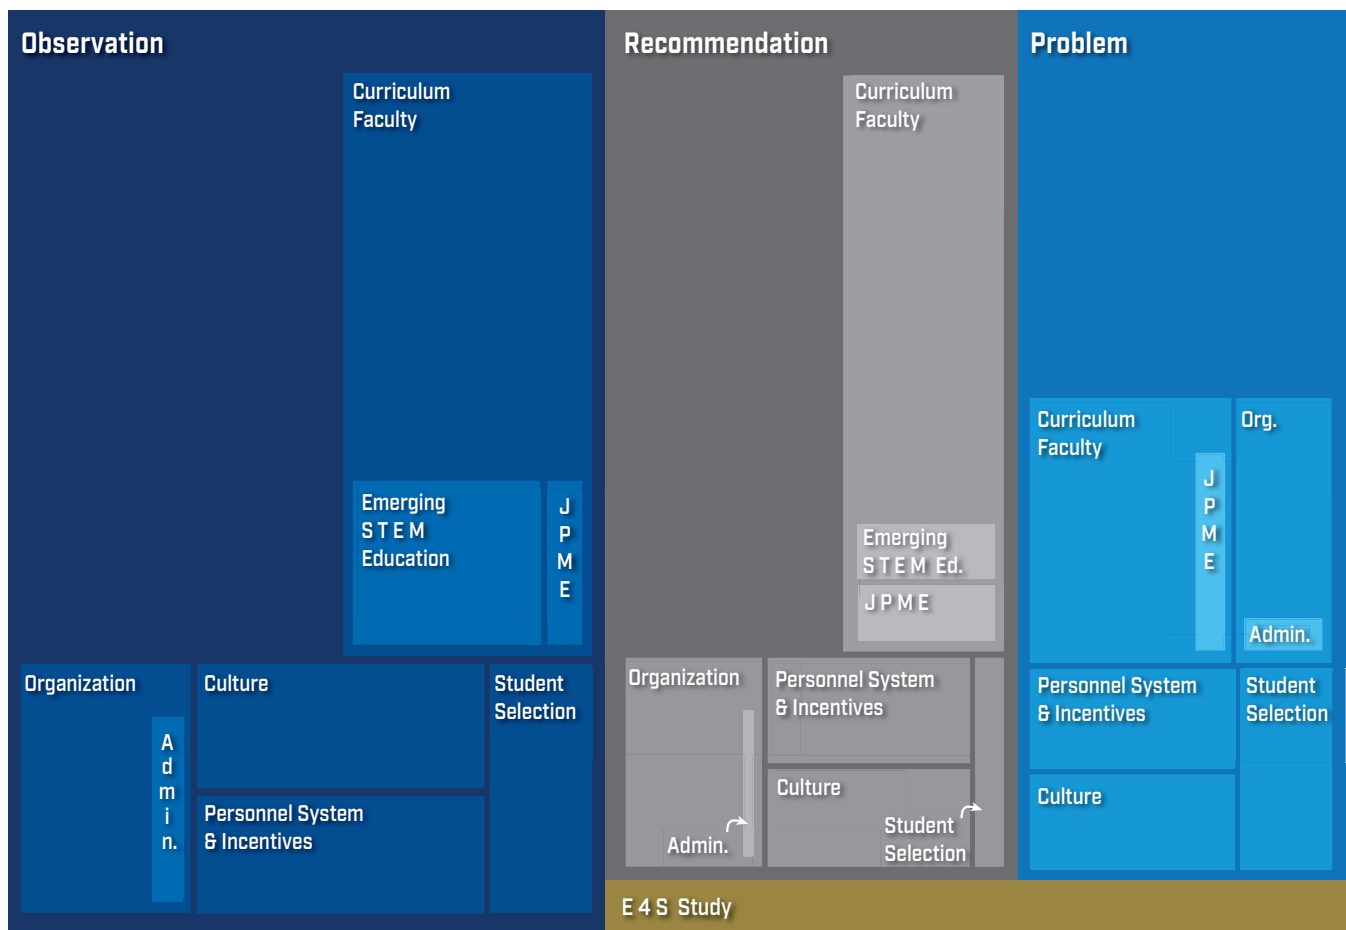 Observation
Curriculum
Faculty
Emerging
S T E M
Education
J
P
M
E
Organization
A
d
m
i
n.
Culture
Personnel System
& Incentives
Student
Selection
Recommendation
Curriculum
Faculty
Emerging
S T E M Ed.
J P M E
Organization
Admin.
Personnel System
& Incentives
Culture
Student
Selection
Problem
Curriculum
Faculty
J
P
M
E
Org.
Admin.
Personnel System
& Incentives
Student
Selection
Culture
E 4 S Study